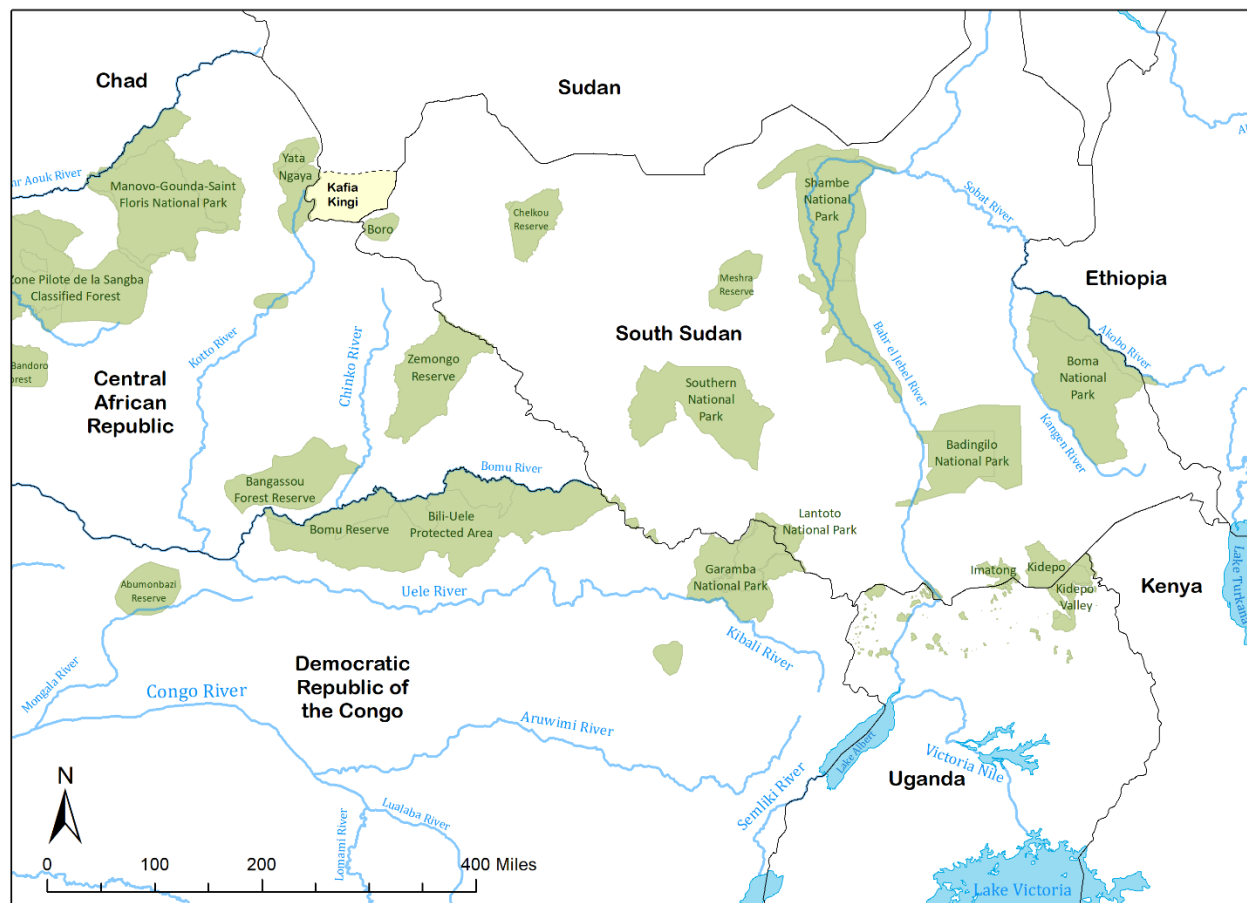 Chad
Sudan
Yata
Ngaya
Kafia
Kingi
Manovo-Gounda-Saint
Floris National Park
Aouk River
Boro
Chelkou
Reserve
Shambe
National
Park
Sobat River
Ethiopia
Zone Pilote de la Sangba
Classified Forest
Meshra
Reserve
South Sudan
Kotto River
Chinko River
Zemongo
Reserve
Bahr el Jebel River
Akobo River
Boma
National
Park
Kangen River
Central
African
Republic
Southern
National
Park
Badingilo
National Park
Bangassou
Forest Reserve
Bomu River
Bomu Reserve
Bili-Uele
Protected Area
Lantoto
National Park
Garamba
National Park
Imatong
Kidepo
Kidepo
Valley
Kenya
Lake Turkana
Abumonbazi
Reserve
Uele River
Kibali River
Mongala River
Congo River
Democratic
Republic of
the Congo
Aruwimi River
Lake Albert
Uganda
Victoria Nile
Semliki River
Lualaba River
Lomami River
Lake Victoria
N
0 100 200 400 Miles